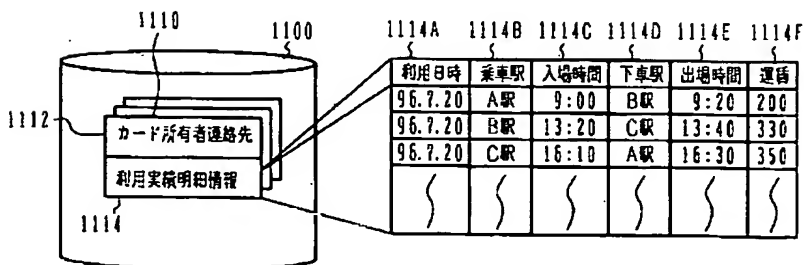 1110
1100
1112
カード所有者連絡先
利用実績明細情報
1114
1114A 1114B 1114C 1114D 1114E 1114F
利用日時 乗車駅 入場時間 下車駅 出場時間 運賃
96.7.20 A駅 9:00 B駅 9:20 200
96.7.20 B駅 13:20 C駅 13:40 330
96.7.20 C駅 16:10 A駅 16:30 350